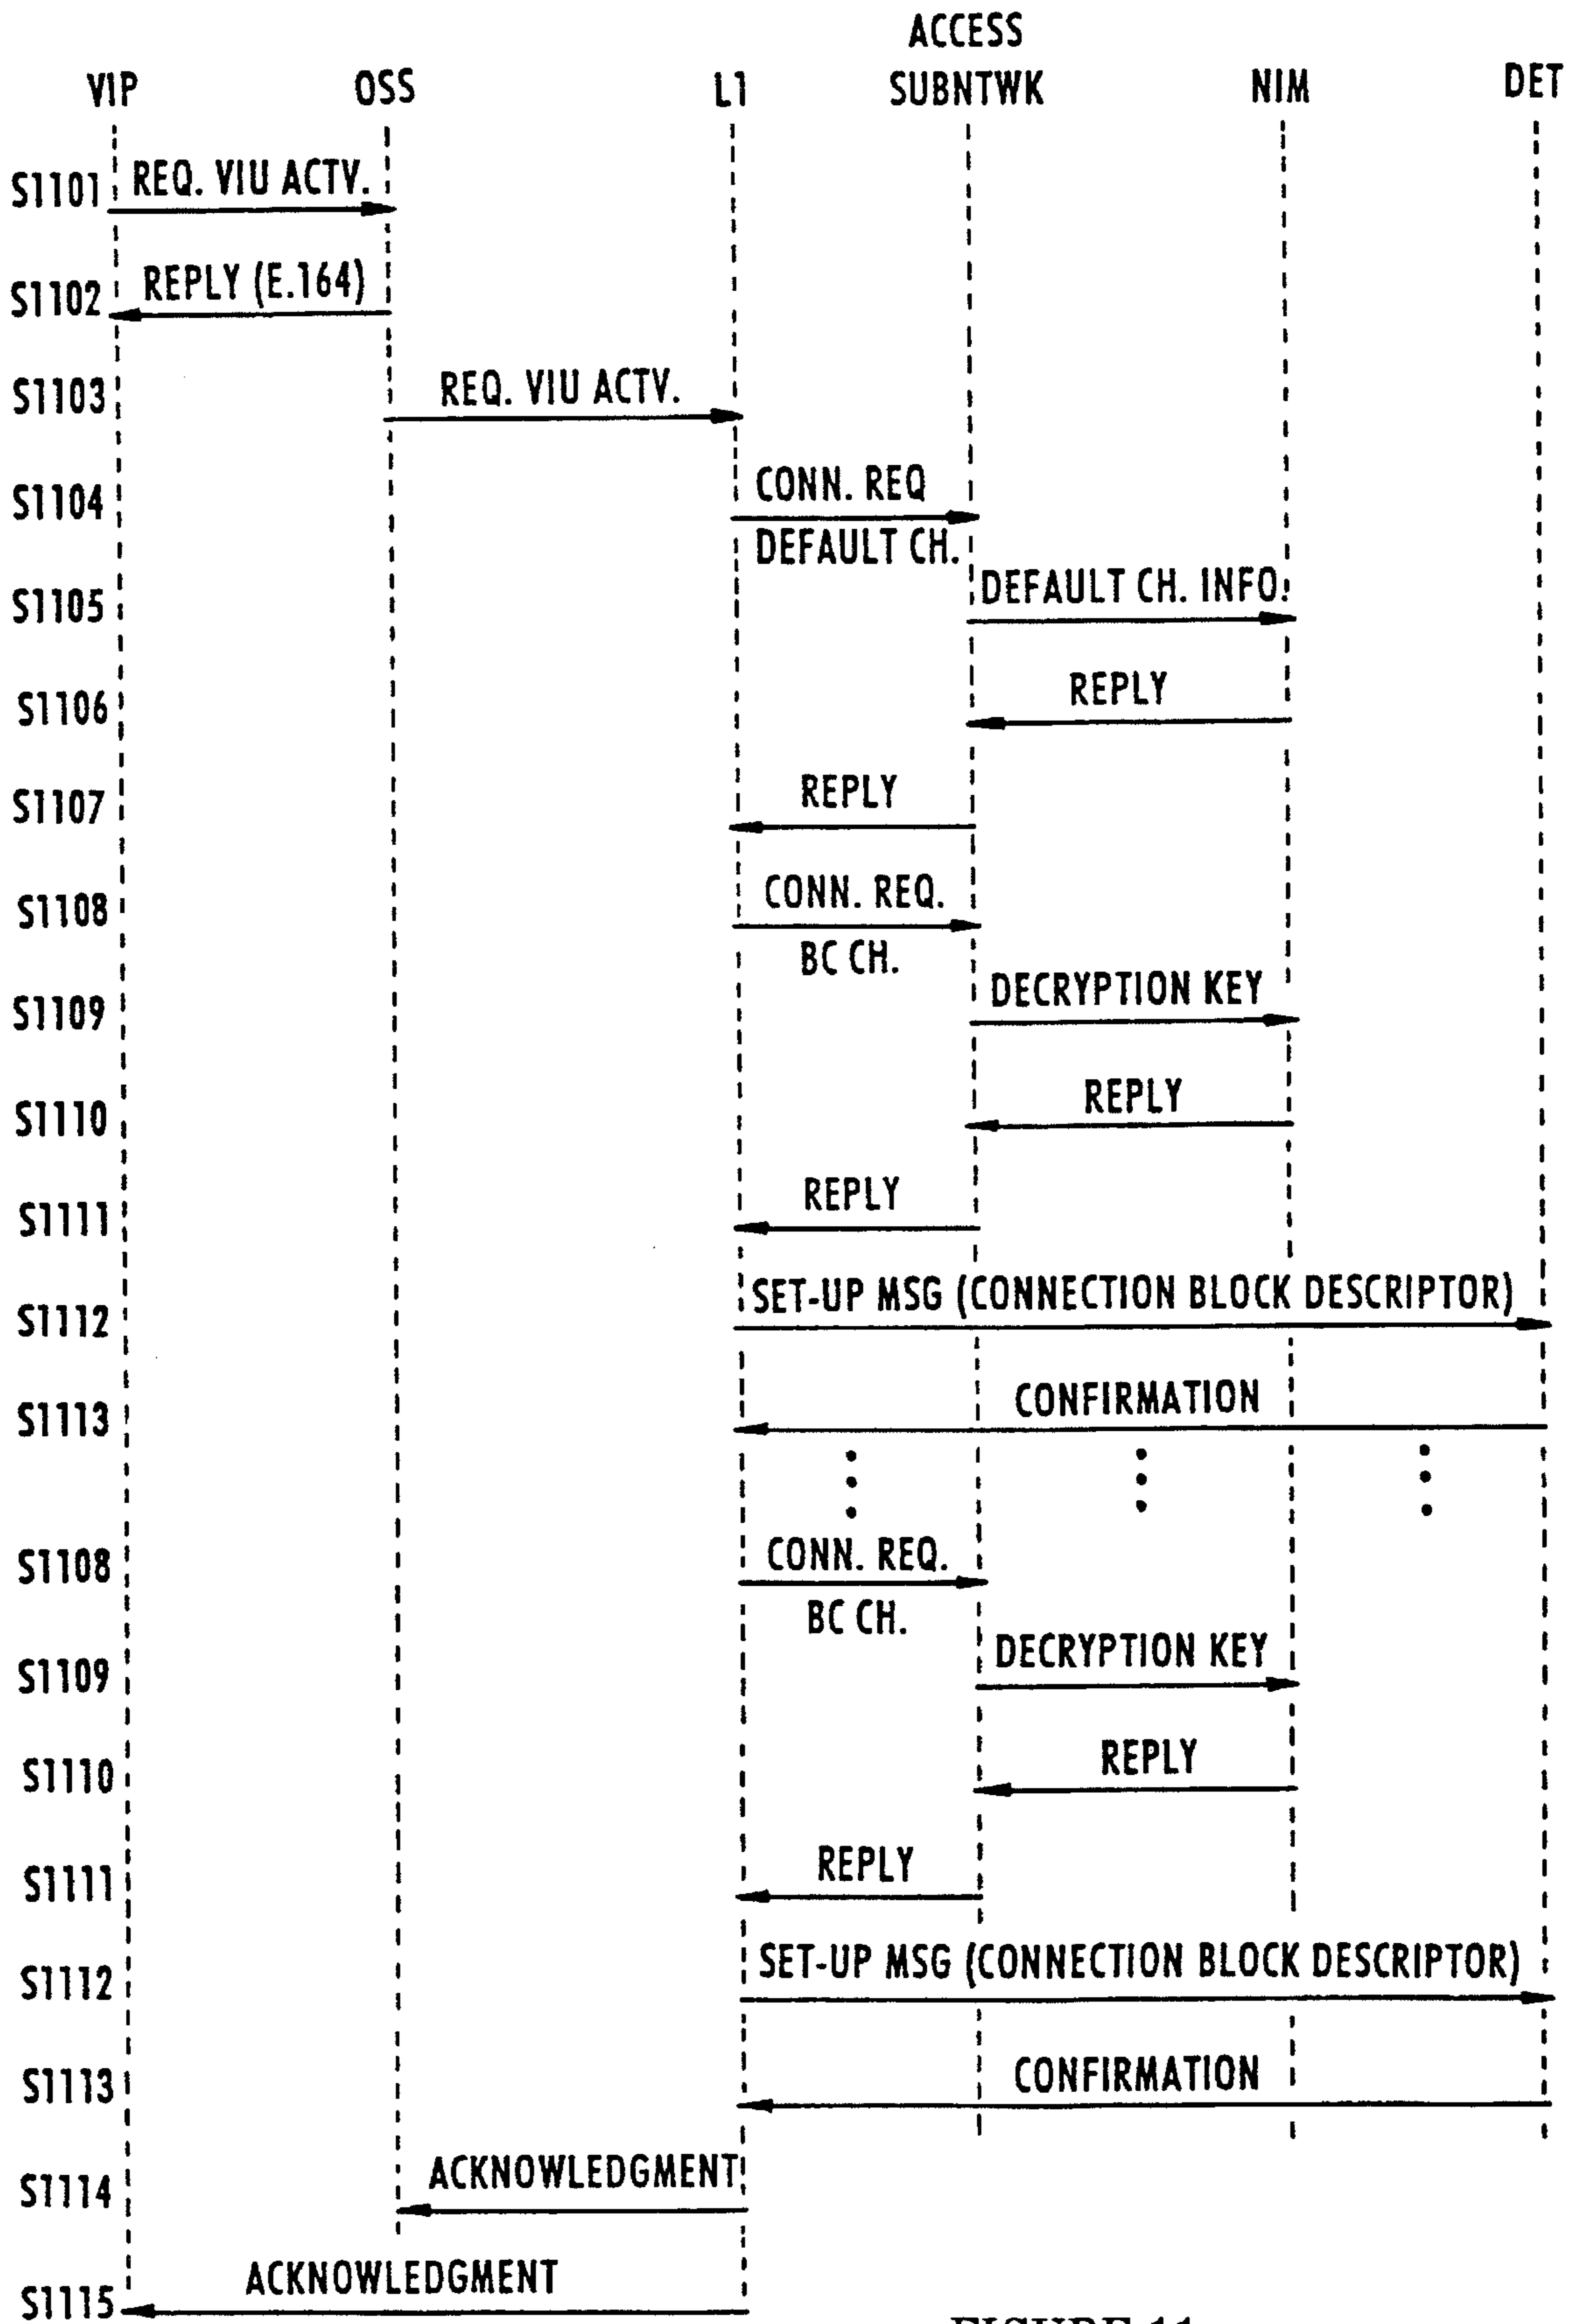 ACCESS
VIP OSS L1 SUBNTWK NIM DET
S1101 REQ. VIU ACTV.
S1102 REPLY (E.164)
S1103 REQ. VIU ACTV.
S1104 CONN. REQ
DEFAULT CH.
S1105 DEFAULT CH. INFO.
S1106 REPLY
S1107 REPLY
S1108 CONN. REQ.
BC CH.
S1109 DECRYPTION KEY
S1110 REPLY
S1111 REPLY
S1112 SET-UP MSG (CONNECTION BLOCK DESCRIPTOR)
S1113 CONFIRMATION
S1108 CONN. REQ.
BC CH.
S1109 DECRYPTION KEY
S1110 REPLY
S1111 REPLY
S1112 SET-UP MSG (CONNECTION BLOCK DESCRIPTOR)
S1113 CONFIRMATION
S1114 ACKNOWLEDGMENT
S1115 ACKNOWLEDGMENT
FIGURE 11